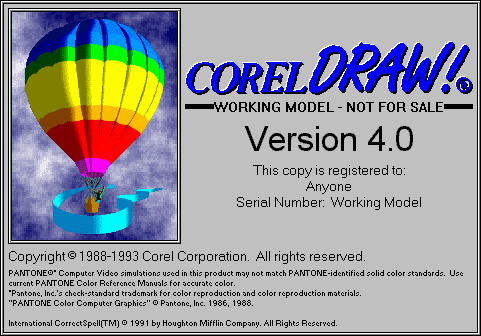 COREL DRAW!®
WORKING MODEL - NOT FOR SALE
Version 4.0
This copy is registered to:
Anyone
Serial Number: Working Model
Copyright © 1988-1993 Corel Corporation. All rights reserved.
PANTONE®* Computer Video simulations used in this product may not match PANTONE-identified solid color standards. Use
current PANTONE Color Reference Manuals for accurate color.
*Pantone, Inc.'s check-standard trademark for color reproduction and color reproduction materials.
"PANTONE Color Computer Graphics" © Pantone, Inc. 1986, 1988.
International CorrectSpell(TM) © 1991 by Houghton Mifflin Company. All Rights Reserved.